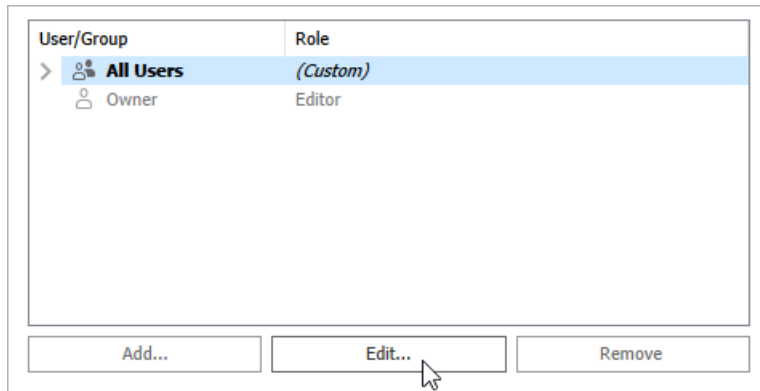 User/Group Role
All Users (Custom)
Owner Editor
Add... Edit... Remove